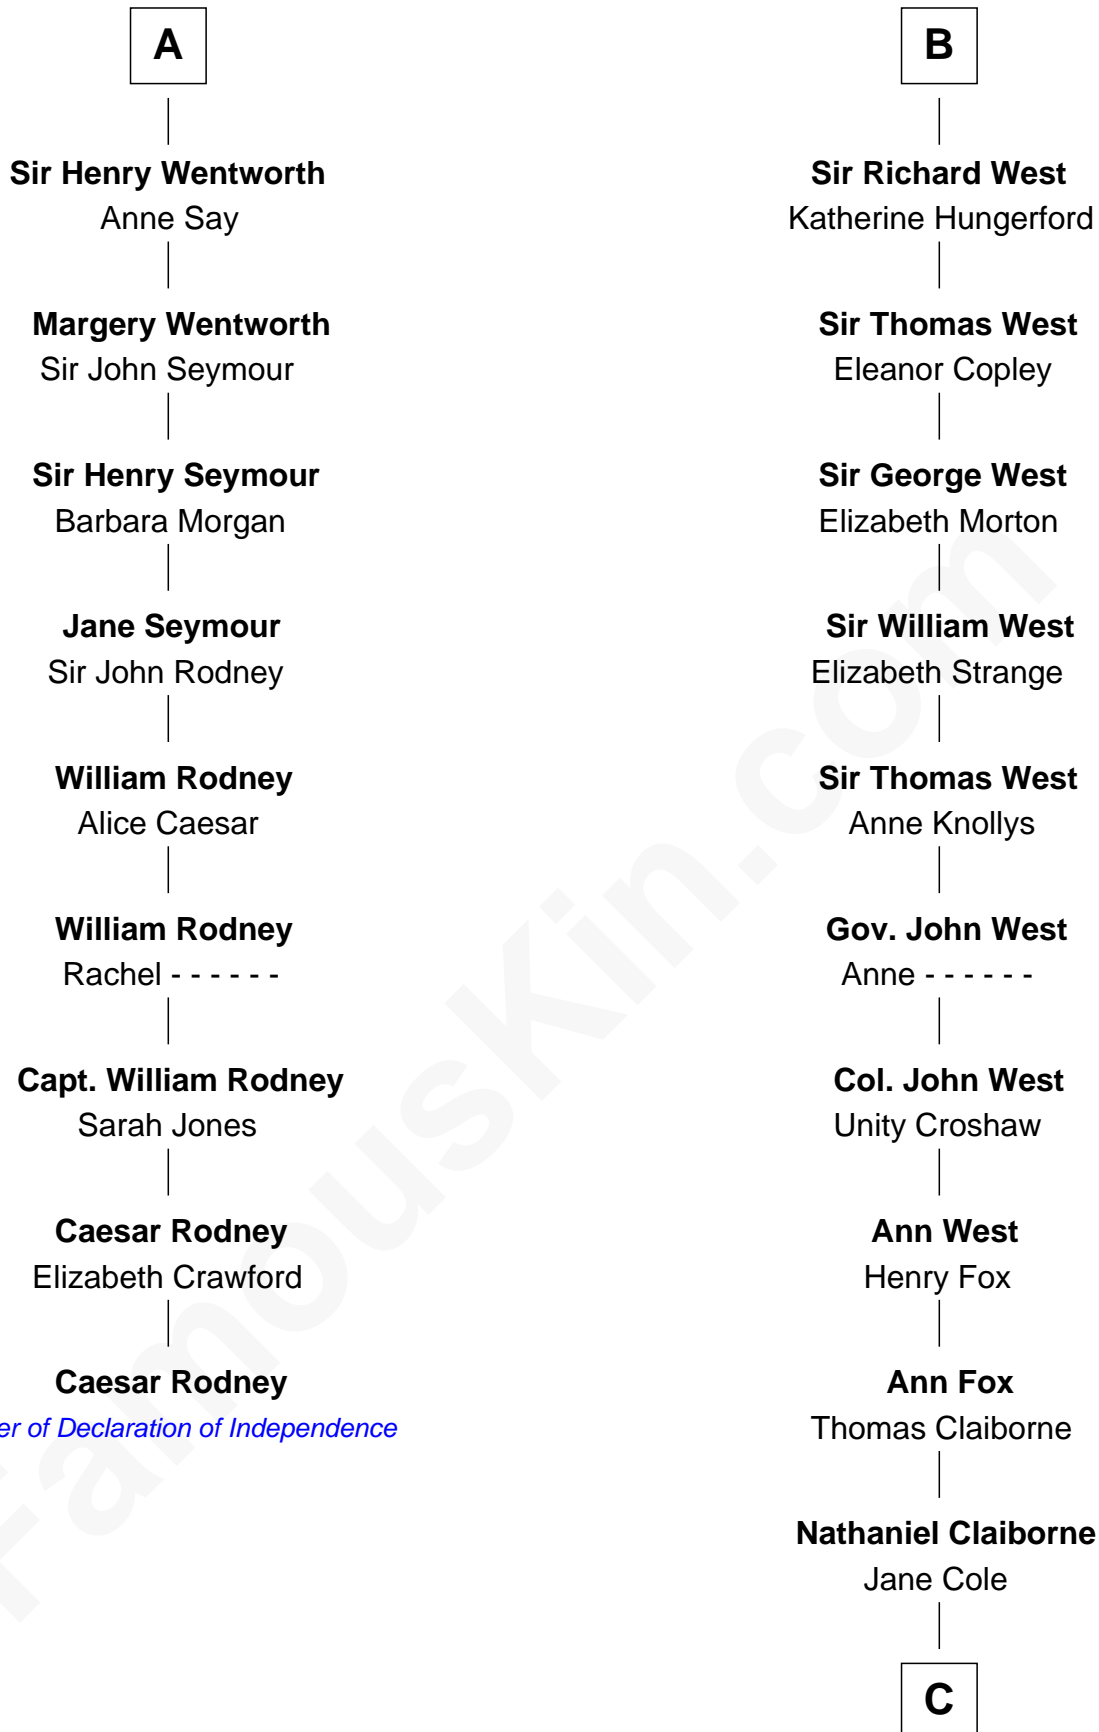 A
Sir Henry Wentworth
Anne Say
Margery Wentworth
Sir John Seymour
Sir Henry Seymour
Barbara Morgan
Jane Seymour
Sir John Rodney
William Rodney
Alice Caesar
William Rodney
Rachel - - - - - -
Capt. William Rodney
Sarah Jones
Caesar Rodney
Elizabeth Crawford
Caesar Rodney
er of Declaration of Independence
B
Sir Richard West
Katherine Hungerford
Sir Thomas West
Eleanor Copley
Sir George West
Elizabeth Morton
Sir William West
Elizabeth Strange
Sir Thomas West
Anne Knollys
Gov. John West
Anne - - - - - -
Col. John West
Unity Croshaw
Ann West
Henry Fox
Ann Fox
Thomas Claiborne
Nathaniel Claiborne
Jane Cole
C
FamousKin.com